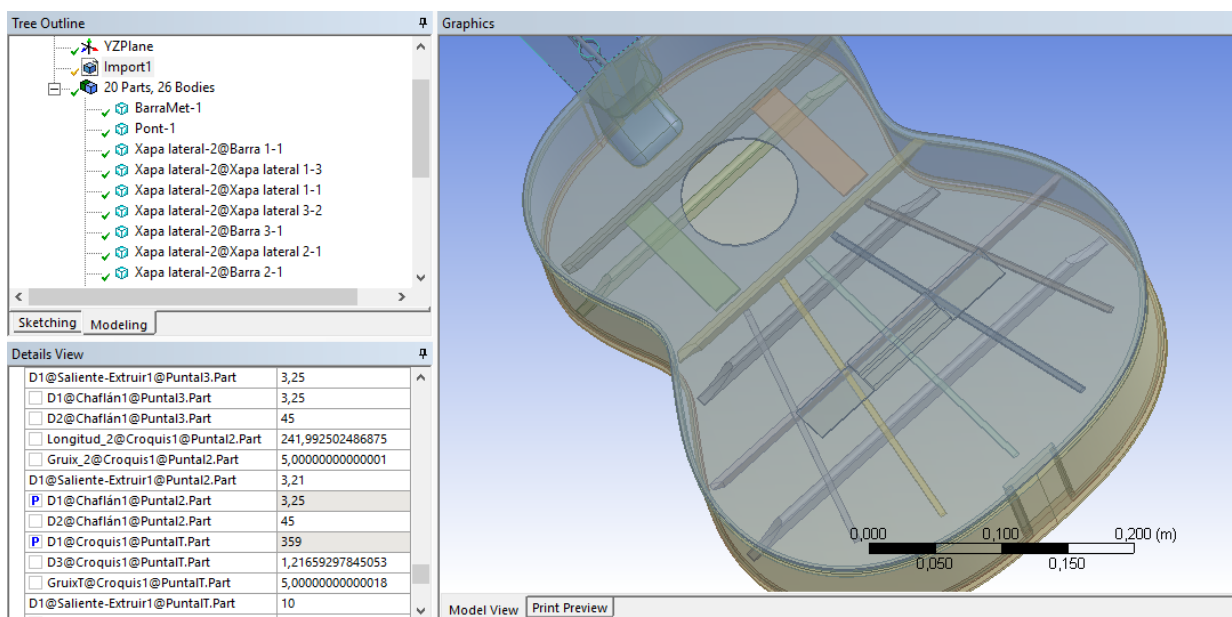 Tree Outline
YZPlane
Import1
20 Parts, 26 Bodies
BarraMet-1
Pont-1
Xapa lateral-2@Barra 1-1
Xapa lateral-2@Xapa lateral 1-3
Xapa lateral-2@Xapa lateral 1-1
Xapa lateral-2@Xapa lateral 3-2
Xapa lateral-2@Barra 3-1
Xapa lateral-2@Xapa lateral 2-1
Xapa lateral-2@Barra 2-1
Sketching Modeling
Details View
D1@Saliente-Extruir1@Puntal3.Part 3,25
D1@Chaflán1@Puntal3.Part 3,25
D2@Chaflán1@Puntal3.Part 45
Longitud_2@Croquis1@Puntal2.Part 241,992502486875
Gruix_2@Croquis1@Puntal2.Part 5,00000000000001
D1@Saliente-Extruir1@Puntal2.Part 3,21
P D1@Chaflán1@Puntal2.Part 3,25
D2@Chaflán1@Puntal2.Part 45
P D1@Croquis1@PuntalT.Part 359
D3@Croquis1@PuntalT.Part 1,21659297845053
GruixT@Croquis1@PuntalT.Part 5,00000000000018
D1@Saliente-Extruir1@PuntalT.Part 10
Graphics
0,000 0,100 0,200 (m)
0,050 0,150
Model View Print Preview